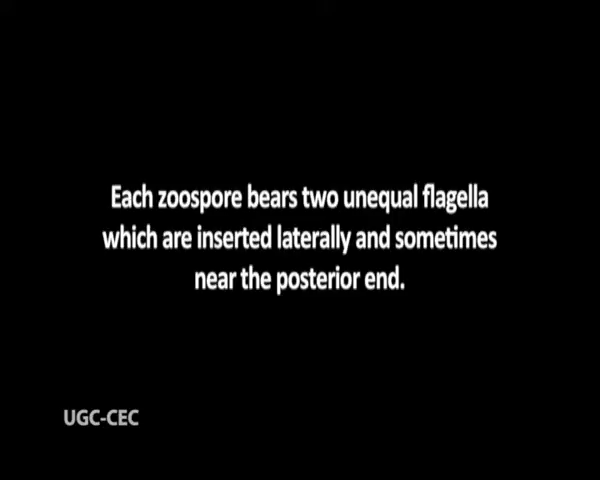 Each zoospore bears two unequal flagella
which are inserted laterally and sometimes
near the posterior end.
UGC-CEC